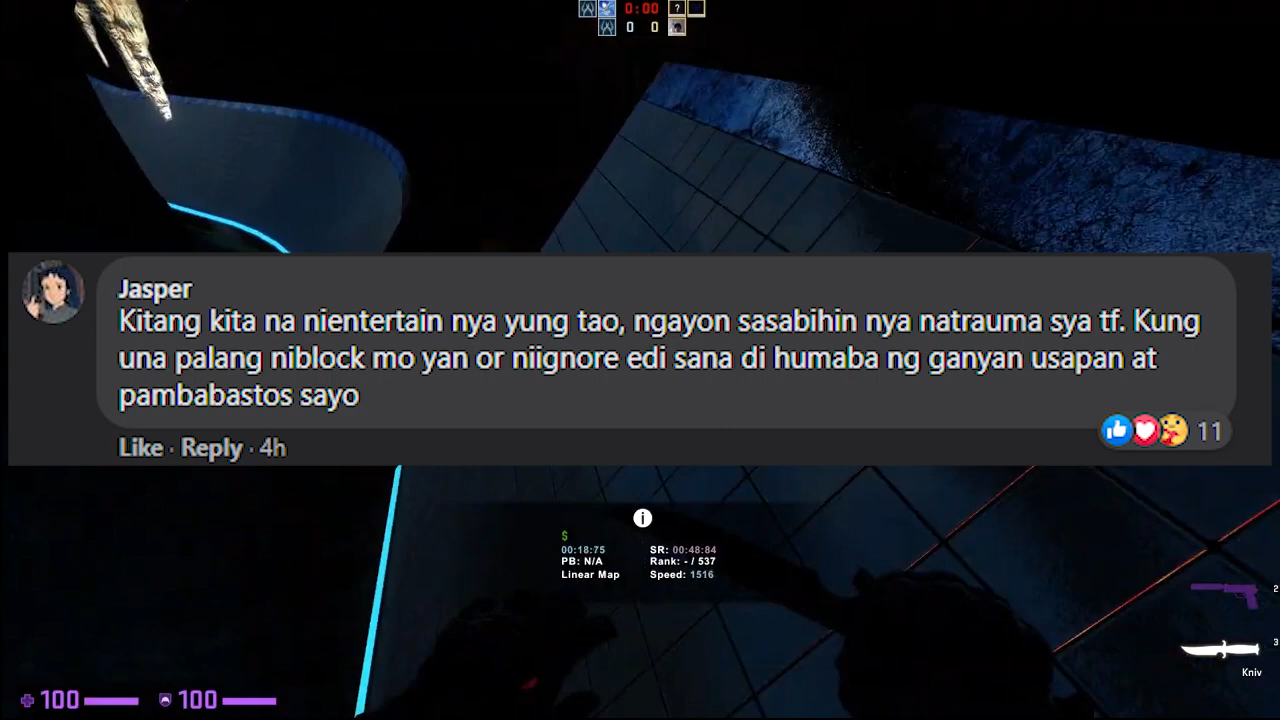 0:00
?
0 0
Jasper
Kitang kita na nientertain nya yung tao, ngayon sasabihin nya natrauma sya tf. Kung
una palang niblock mo yan or niignore edi sana di humaba ng ganyan usapan at
pambabastos sayo
11
Like · Reply · 4h
i
$
00:18:75 SR: 00:48:84
PB: N/A Rank: - / 537
Linear Map Speed: 1516
2
3
Kniv
100 100